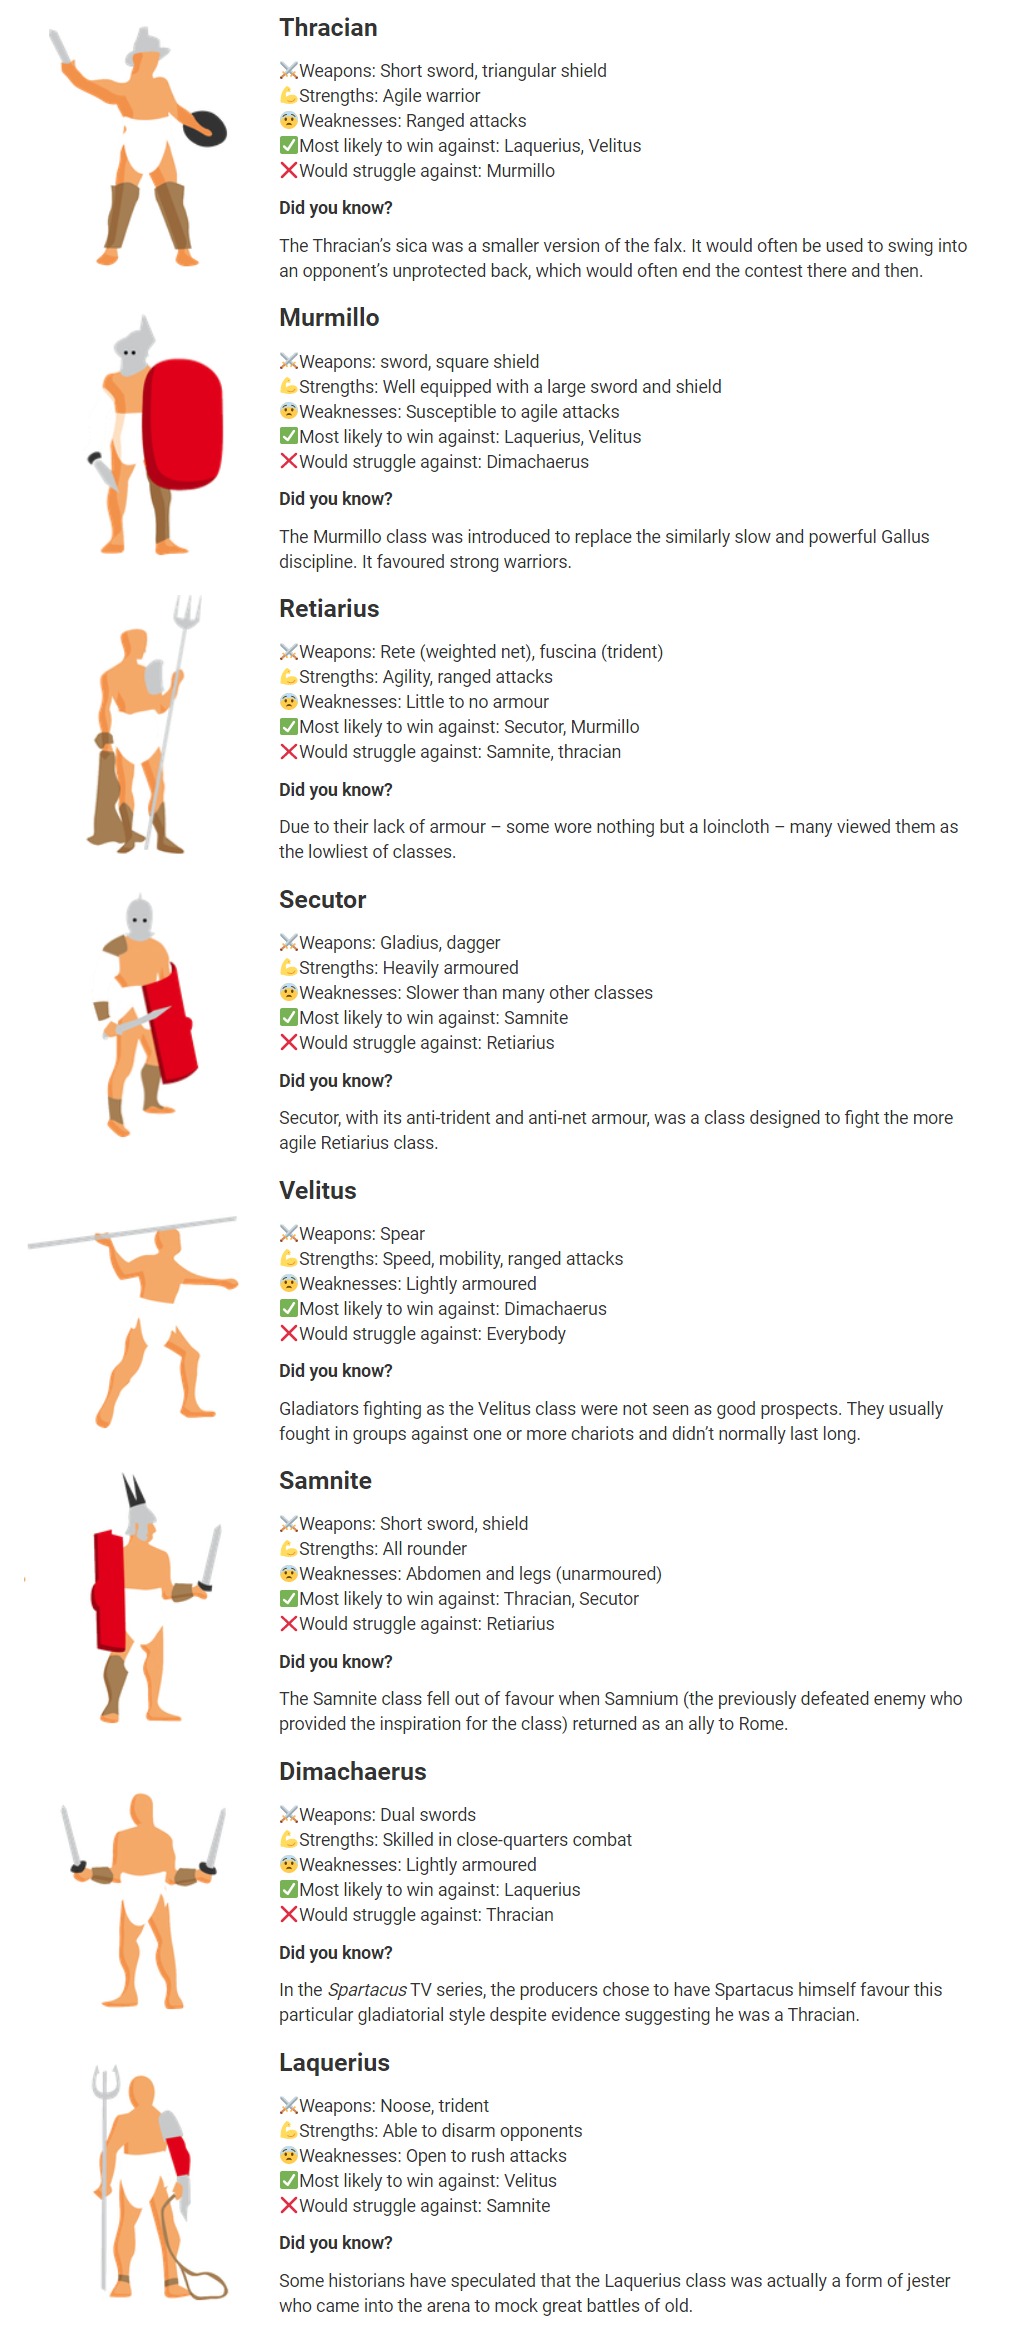 Thracian
⚔️Weapons: Short sword, triangular shield
💪Strengths: Agile warrior
😨Weaknesses: Ranged attacks
✅Most likely to win against: Laquerius, Velitus
❌Would struggle against: Murmillo
Did you know?
The Thracian’s sica was a smaller version of the falx. It would often be used to swing into
an opponent’s unprotected back, which would often end the contest there and then.
Murmillo
⚔️Weapons: sword, square shield
💪Strengths: Well equipped with a large sword and shield
😨Weaknesses: Susceptible to agile attacks
✅Most likely to win against: Laquerius, Velitus
❌Would struggle against: Dimachaerus
Did you know?
The Murmillo class was introduced to replace the similarly slow and powerful Gallus
discipline. It favoured strong warriors.
Retiarius
⚔️Weapons: Rete (weighted net), fuscina (trident)
💪Strengths: Agility, ranged attacks
😨Weaknesses: Little to no armour
✅Most likely to win against: Secutor, Murmillo
❌Would struggle against: Samnite, thracian
Did you know?
Due to their lack of armour – some wore nothing but a loincloth – many viewed them as
the lowliest of classes.
Secutor
⚔️Weapons: Gladius, dagger
💪Strengths: Heavily armoured
😨Weaknesses: Slower than many other classes
✅Most likely to win against: Samnite
❌Would struggle against: Retiarius
Did you know?
Secutor, with its anti-trident and anti-net armour, was a class designed to fight the more
agile Retiarius class.
Velitus
⚔️Weapons: Spear
💪Strengths: Speed, mobility, ranged attacks
😨Weaknesses: Lightly armoured
✅Most likely to win against: Dimachaerus
❌Would struggle against: Everybody
Did you know?
Gladiators fighting as the Velitus class were not seen as good prospects. They usually
fought in groups against one or more chariots and didn’t normally last long.
Samnite
⚔️Weapons: Short sword, shield
💪Strengths: All rounder
😨Weaknesses: Abdomen and legs (unarmoured)
✅Most likely to win against: Thracian, Secutor
❌Would struggle against: Retiarius
Did you know?
The Samnite class fell out of favour when Samnium (the previously defeated enemy who
provided the inspiration for the class) returned as an ally to Rome.
Dimachaerus
⚔️Weapons: Dual swords
💪Strengths: Skilled in close-quarters combat
😨Weaknesses: Lightly armoured
✅Most likely to win against: Laquerius
❌Would struggle against: Thracian
Did you know?
In the Spartacus TV series, the producers chose to have Spartacus himself favour this
particular gladiatorial style despite evidence suggesting he was a Thracian.
Laquerius
⚔️Weapons: Noose, trident
💪Strengths: Able to disarm opponents
😨Weaknesses: Open to rush attacks
✅Most likely to win against: Velitus
❌Would struggle against: Samnite
Did you know?
Some historians have speculated that the Laquerius class was actually a form of jester
who came into the arena to mock great battles of old.